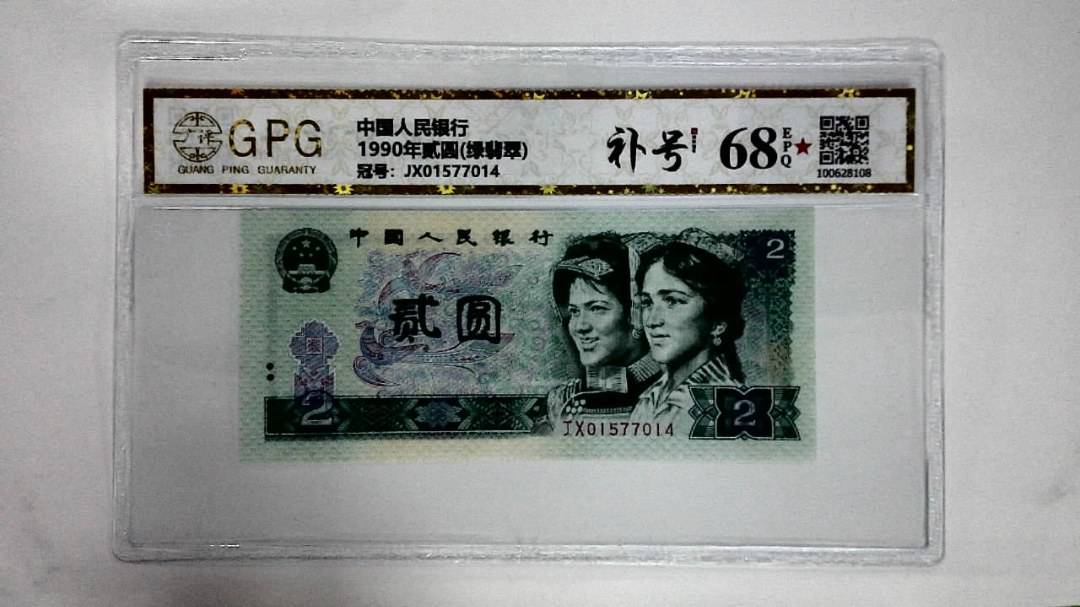 广评
GPG
GUANG PING GUARANTY
中国人民银行
1990年贰圆(绿翡翠)
冠号: JX01577014
补号
68
EPQ
100628108
中国人民银行
2
贰圆
2
2
JX01577014